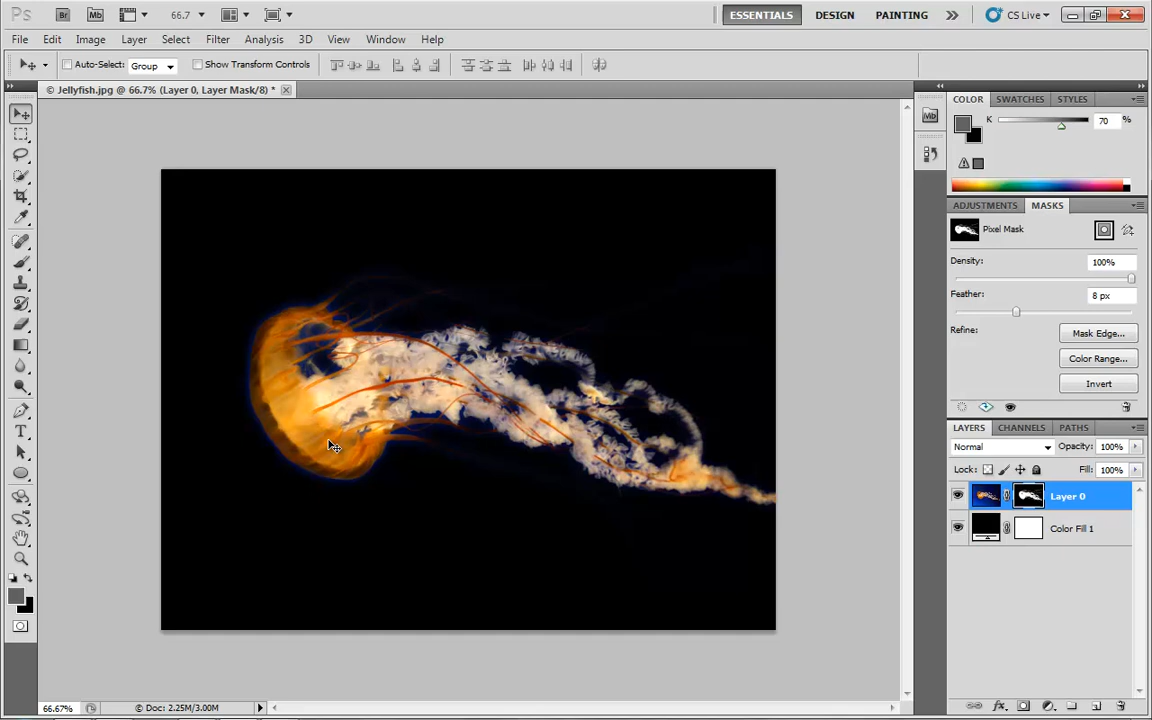 Ps Br Mb 66.7 ESSENTIALS DESIGN PAINTING CS Live
File Edit Image Layer Select Filter Analysis 3D View Window Help
Auto-Select: Group Show Transform Controls
© Jellyfish.jpg @ 66.7% (Layer 0, Layer Mask/8) *
COLOR SWATCHES STYLES
Mb
K 70 %
ADJUSTMENTS MASKS
Pixel Mask
Density: 100%
Feather: 8 px
Refine: Mask Edge...
Color Range...
Invert
LAYERS CHANNELS PATHS
Normal Opacity: 100%
Lock: Fill: 100%
Layer 0
Color Fill 1
T
66.67% © Doc: 2.25M/3.00M
fx